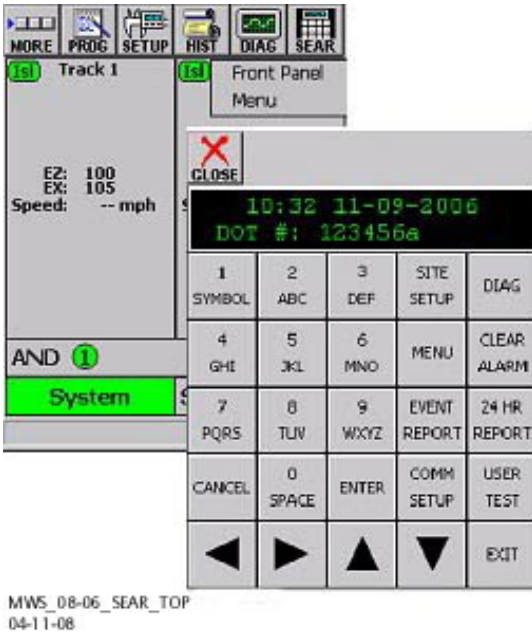 MORE PROG SETUP HIST DIAG SEAR
Isl Track 1
Isl Front Panel
Menu
EZ: 100
EX: 105
Speed: -- mph
AND 1
System
CLOSE
10:32 11-09-2006
DOT #: 123456a
1 2 3 SITE DIAG
SYMBOL ABC DEF SETUP
4 5 6 MENU CLEAR
GHI JKL MNO ALARM
7 8 9 EVENT 24 HR
PQRS TUV WXYZ REPORT REPORT
CANCEL 0 ENTER COMM USER
SPACE SETUP TEST
EXIT
MWS_08-06_SEAR_TOP
04-11-08